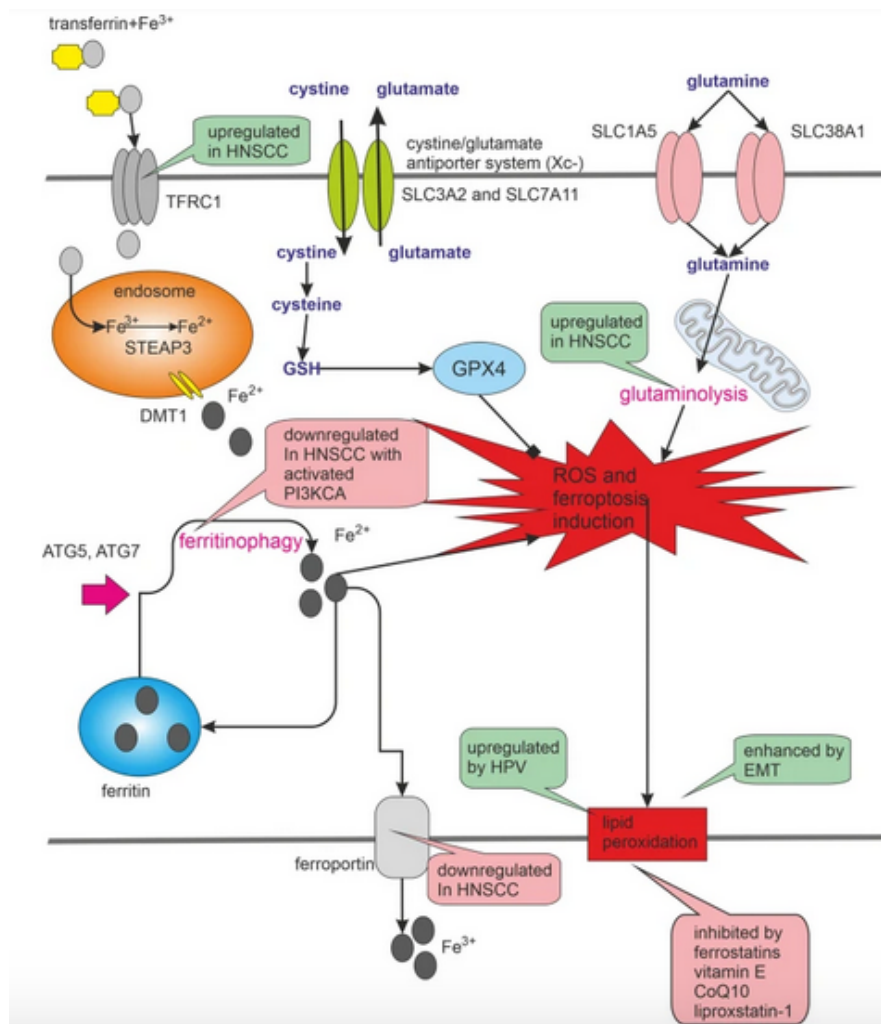 transferrin+Fe³⁺
upregulated
in HNSCC
TFRC1
cystine
glutamate
cystine/glutamate
antiporter system (Xc-)
SLC3A2 and SLC7A11
glutamine
SLC1A5
SLC38A1
cystine
glutamate
glutamine
cysteine
GSH
GPX4
endosome
Fe³⁺
Fe²⁺
STEAP3
DMT1
Fe²⁺
upregulated
in HNSCC
glutaminolysis
downregulated
In HNSCC with
activated
PI3KCA
ROS and
ferroptosis
induction
ATG5, ATG7
ferritinophagy
Fe²⁺
ferritin
upregulated
by HPV
enhanced by
EMT
lipid
peroxidation
ferroportin
downregulated
In HNSCC
Fe³⁺
inhibited by
ferrostatins
vitamin E
CoQ10
liproxstatin-1